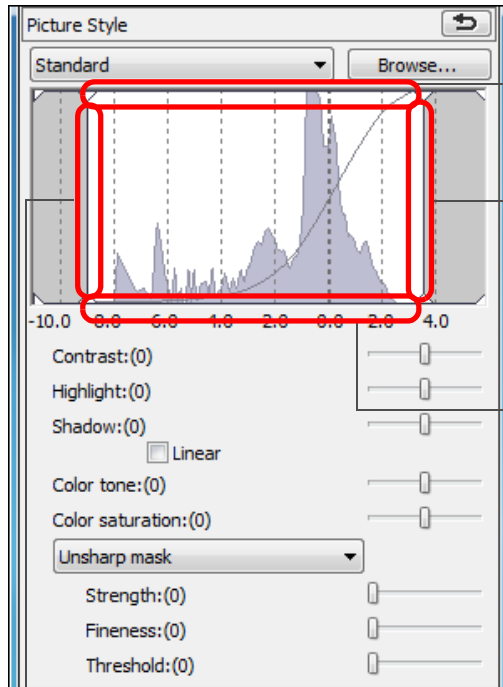 Picture Style
Standard Browse...
-10.0 -8.0 -6.0 -4.0 -2.0 0.0 2.0 4.0
Contrast:(0)
Highlight:(0)
Shadow:(0)
Linear
Color tone:(0)
Color saturation:(0)
Unsharp mask
Strength:(0)
Fineness:(0)
Threshold:(0)